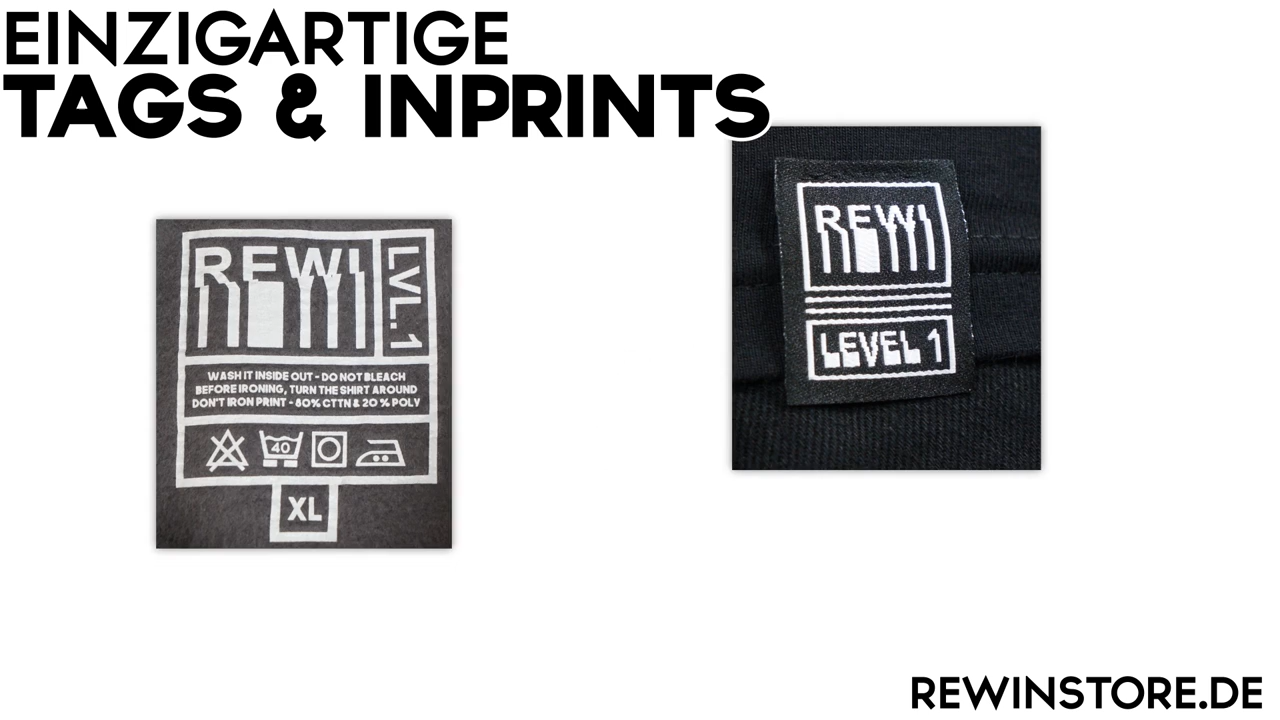 EINZIGARTIGE
TAGS & INPRINTS
REWI
LVL.1
WASH IT INSIDE OUT - DO NOT BLEACH
BEFORE IRONING, TURN THE SHIRT AROUND
DON'T IRON PRINT - 80% CTTN & 20 % POLY
40
XL
REWI
LEVEL 1
REWINSTORE.DE